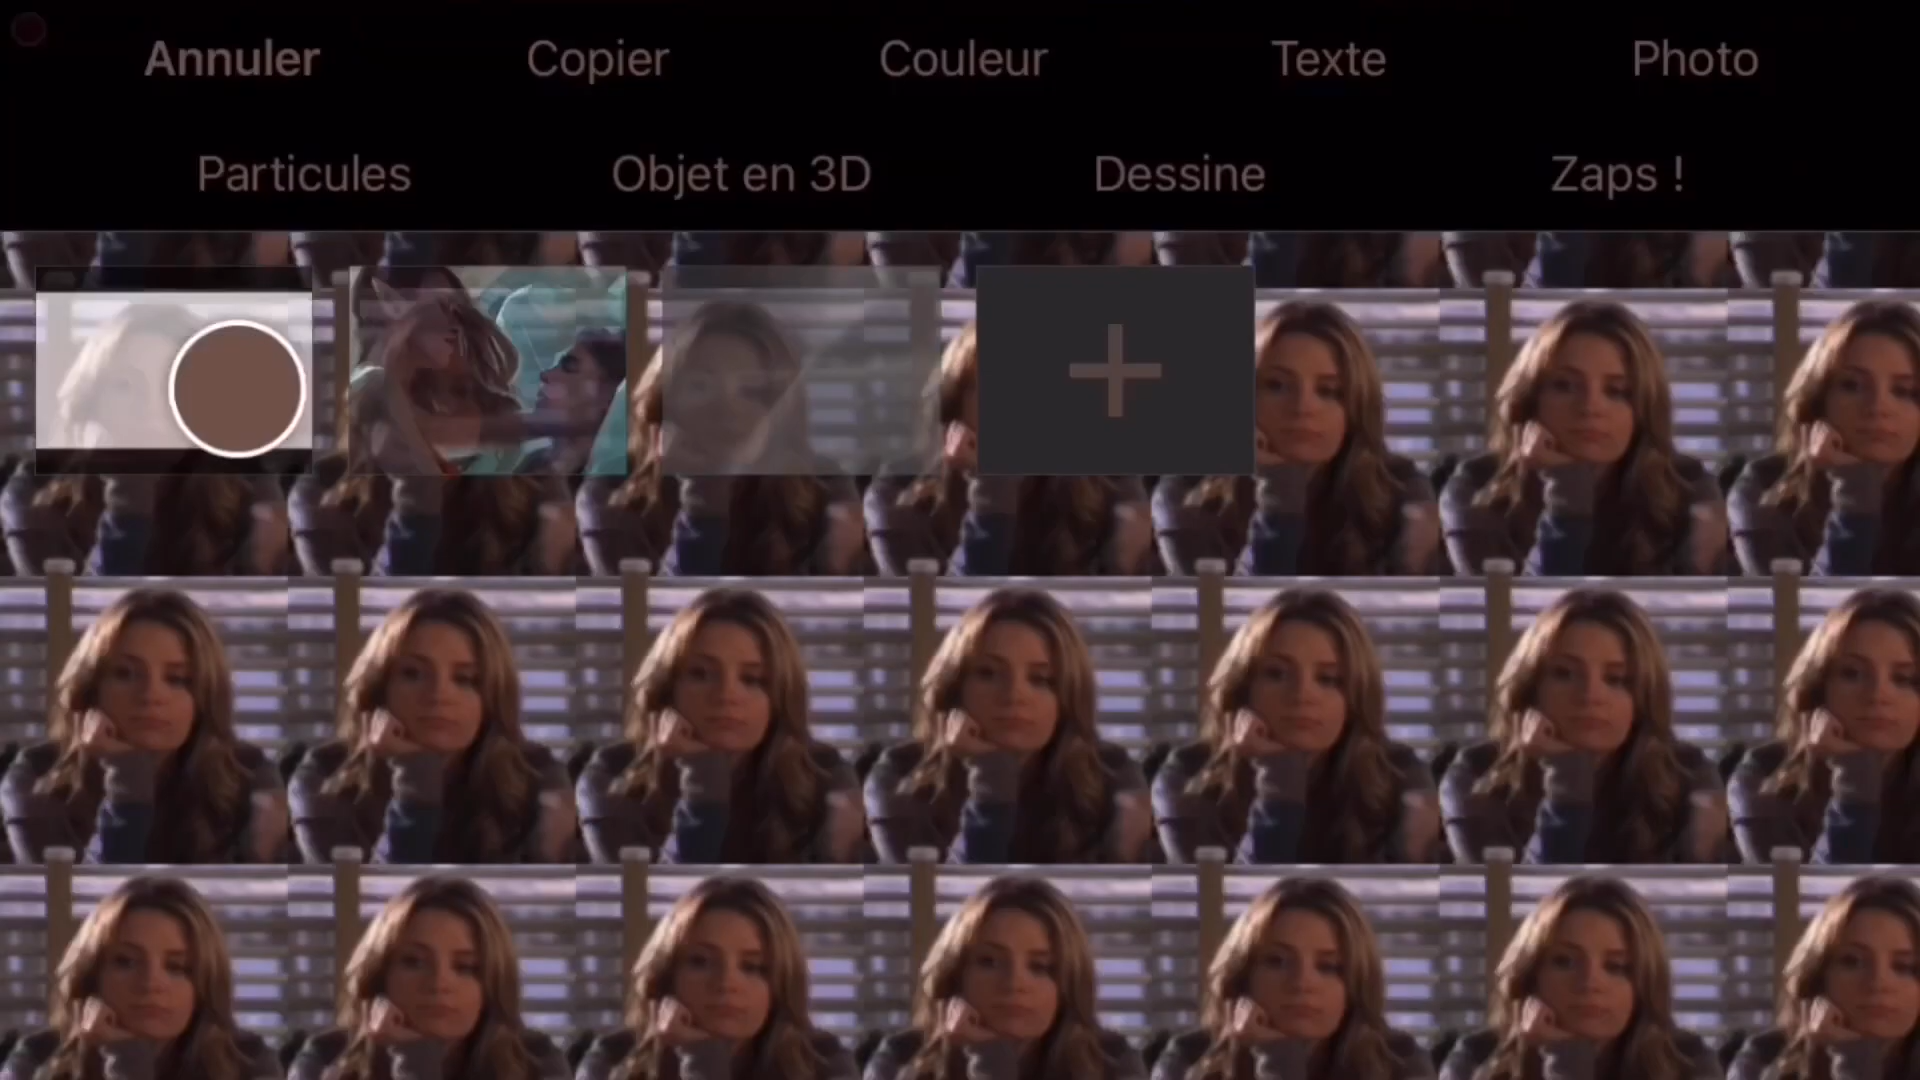 Annuler Copier Couleur Texte Photo
Particules Objet en 3D Dessine Zaps !